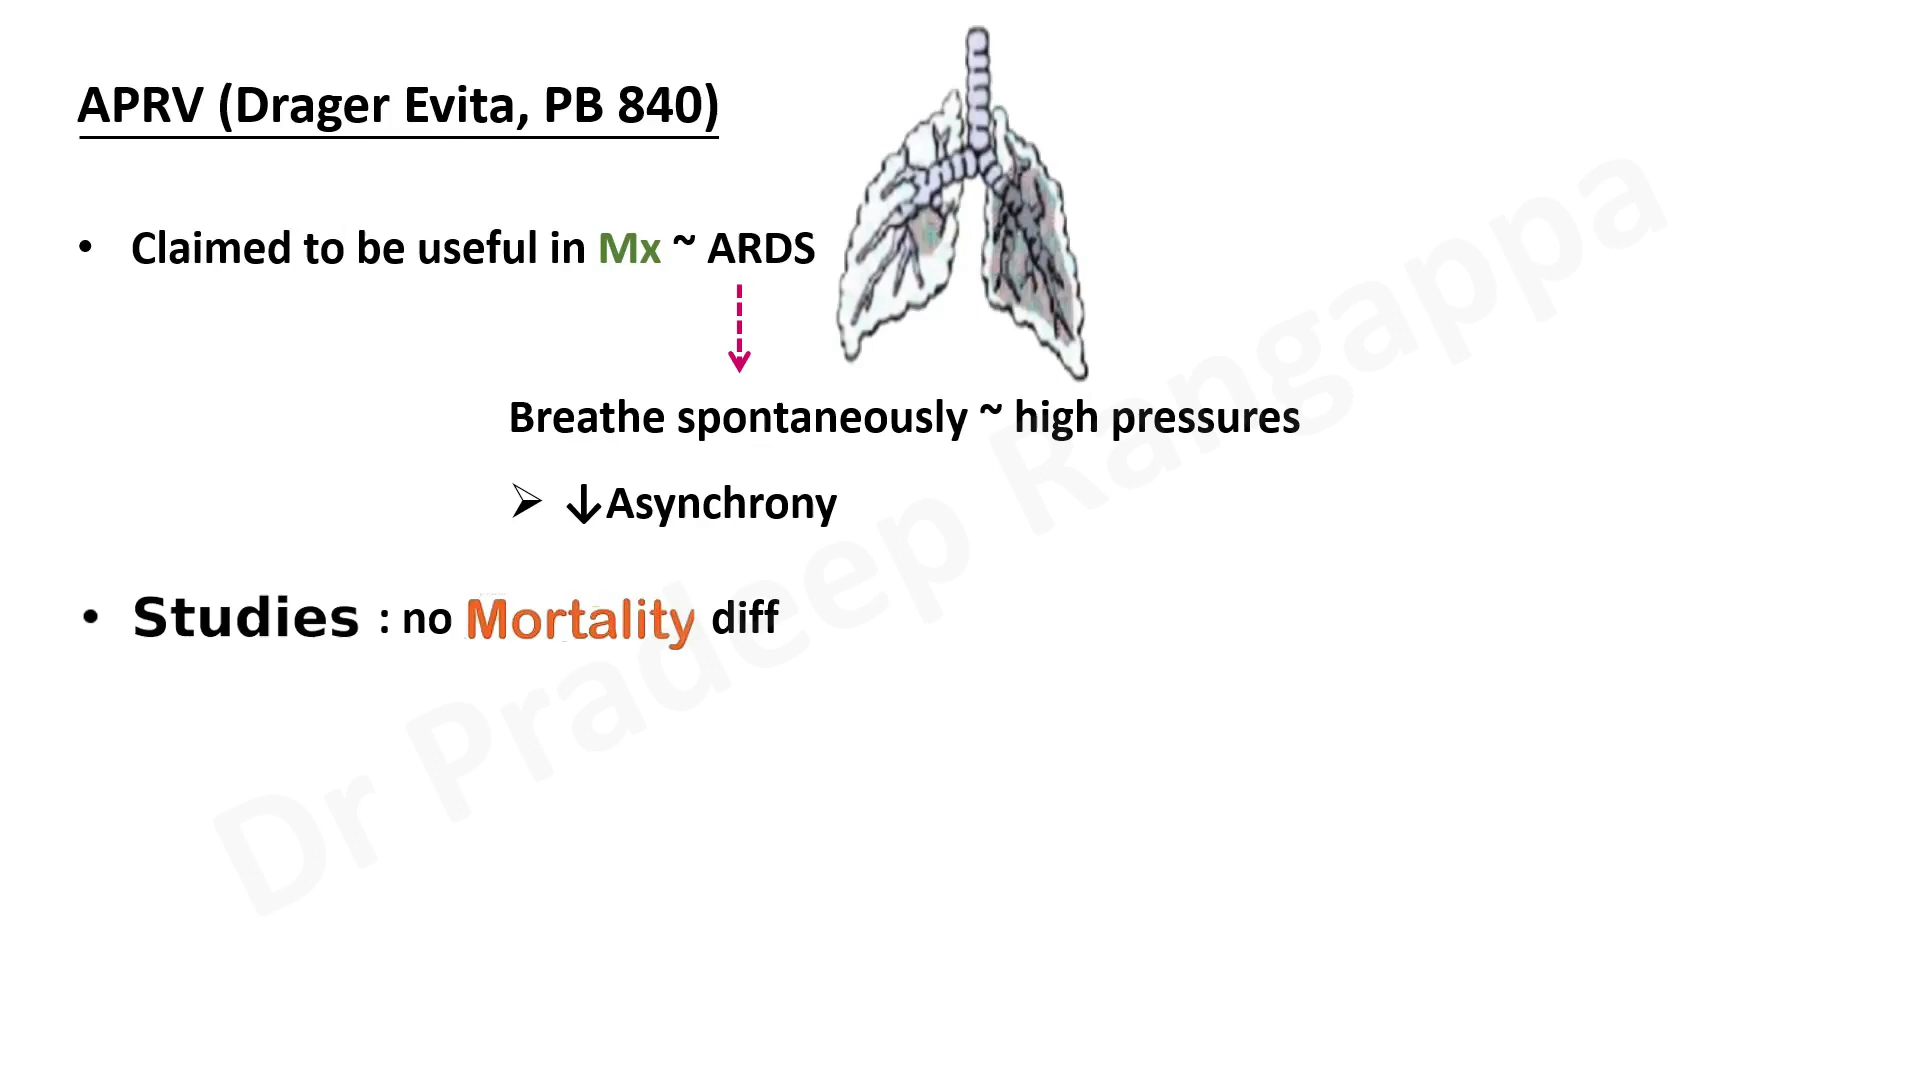 APRV (Drager Evita, PB 840)
• Claimed to be useful in Mx ~ ARDS
Breathe spontaneously ~ high pressures
➢ ↓Asynchrony
• Studies : no Mortality diff
Dr Pradeep Rangappa